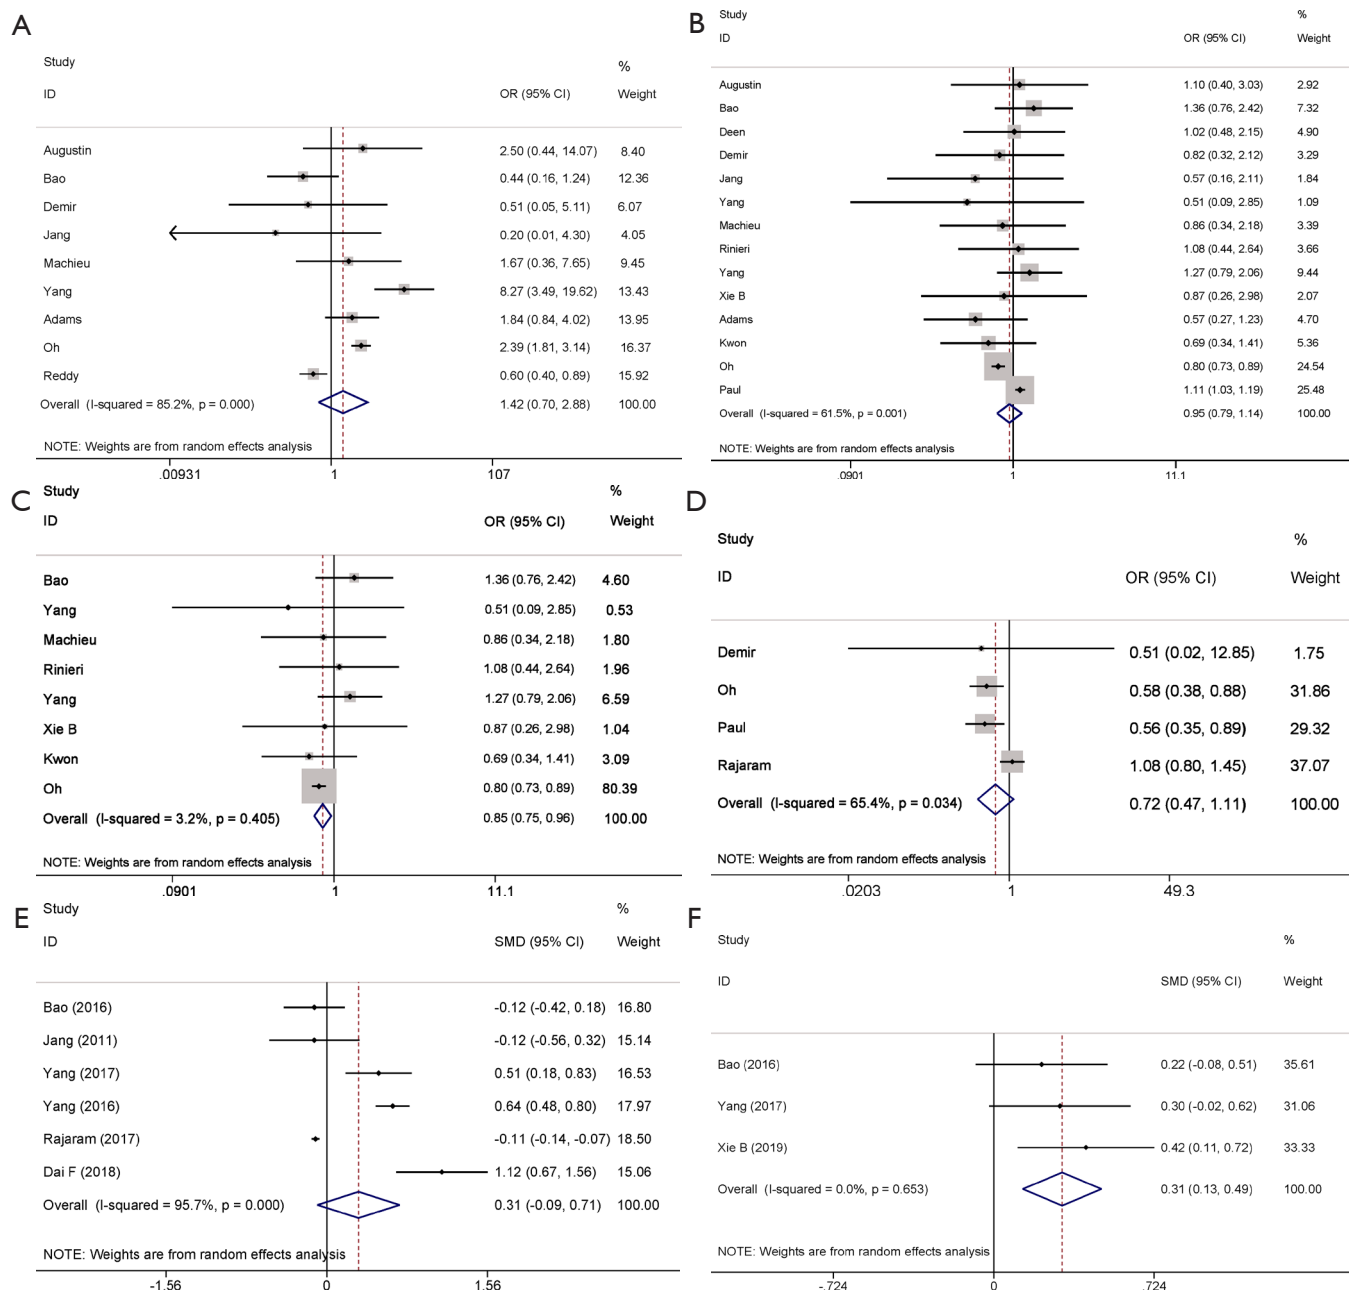 A
Study
%
ID OR (95% CI) Weight
Augustin 2.50 (0.44, 14.07) 8.40
Bao 0.44 (0.16, 1.24) 12.36
Demir 0.51 (0.05, 5.11) 6.07
Jang 0.20 (0.01, 4.30) 4.05
Machieu 1.67 (0.36, 7.65) 9.45
Yang 8.27 (3.49, 19.62) 13.43
Adams 1.84 (0.84, 4.02) 13.95
Oh 2.39 (1.81, 3.14) 16.37
Reddy 0.60 (0.40, 0.89) 15.92
Overall (I-squared = 85.2%, p = 0.000) 1.42 (0.70, 2.88) 100.00
NOTE: Weights are from random effects analysis
.00931 1 107
B
Study %
ID OR (95% CI) Weight
Augustin 1.10 (0.40, 3.03) 2.92
Bao 1.36 (0.76, 2.42) 7.32
Deen 1.02 (0.48, 2.15) 4.90
Demir 0.82 (0.32, 2.12) 3.29
Jang 0.57 (0.16, 2.11) 1.84
Yang 0.51 (0.09, 2.85) 1.09
Machieu 0.86 (0.34, 2.18) 3.39
Rinieri 1.08 (0.44, 2.64) 3.66
Yang 1.27 (0.79, 2.06) 9.44
Xie B 0.87 (0.26, 2.98) 2.07
Adams 0.57 (0.27, 1.23) 4.70
Kwon 0.69 (0.34, 1.41) 5.36
Oh 0.80 (0.73, 0.89) 24.54
Paul 1.11 (1.03, 1.19) 25.48
Overall (I-squared = 61.5%, p = 0.001) 0.95 (0.79, 1.14) 100.00
NOTE: Weights are from random effects analysis
.0901 1 11.1
C
Study %
ID OR (95% CI) Weight
Bao 1.36 (0.76, 2.42) 4.60
Yang 0.51 (0.09, 2.85) 0.53
Machieu 0.86 (0.34, 2.18) 1.80
Rinieri 1.08 (0.44, 2.64) 1.96
Yang 1.27 (0.79, 2.06) 6.59
Xie B 0.87 (0.26, 2.98) 1.04
Kwon 0.69 (0.34, 1.41) 3.09
Oh 0.80 (0.73, 0.89) 80.39
Overall (I-squared = 3.2%, p = 0.405) 0.85 (0.75, 0.96) 100.00
NOTE: Weights are from random effects analysis
.0901 1 11.1
D
Study %
ID OR (95% CI) Weight
Demir 0.51 (0.02, 12.85) 1.75
Oh 0.58 (0.38, 0.88) 31.86
Paul 0.56 (0.35, 0.89) 29.32
Rajaram 1.08 (0.80, 1.45) 37.07
Overall (I-squared = 65.4%, p = 0.034) 0.72 (0.47, 1.11) 100.00
NOTE: Weights are from random effects analysis
.0203 1 49.3
E
Study %
ID SMD (95% CI) Weight
Bao (2016) -0.12 (-0.42, 0.18) 16.80
Jang (2011) -0.12 (-0.56, 0.32) 15.14
Yang (2017) 0.51 (0.18, 0.83) 16.53
Yang (2016) 0.64 (0.48, 0.80) 17.97
Rajaram (2017) -0.11 (-0.14, -0.07) 18.50
Dai F (2018) 1.12 (0.67, 1.56) 15.06
Overall (I-squared = 95.7%, p = 0.000) 0.31 (-0.09, 0.71) 100.00
NOTE: Weights are from random effects analysis
-1.56 0 1.56
F
Study %
ID SMD (95% CI) Weight
Bao (2016) 0.22 (-0.08, 0.51) 35.61
Yang (2017) 0.30 (-0.02, 0.62) 31.06
Xie B (2019) 0.42 (0.11, 0.72) 33.33
Overall (I-squared = 0.0%, p = 0.653) 0.31 (0.13, 0.49) 100.00
NOTE: Weights are from random effects analysis
-.724 0 .724